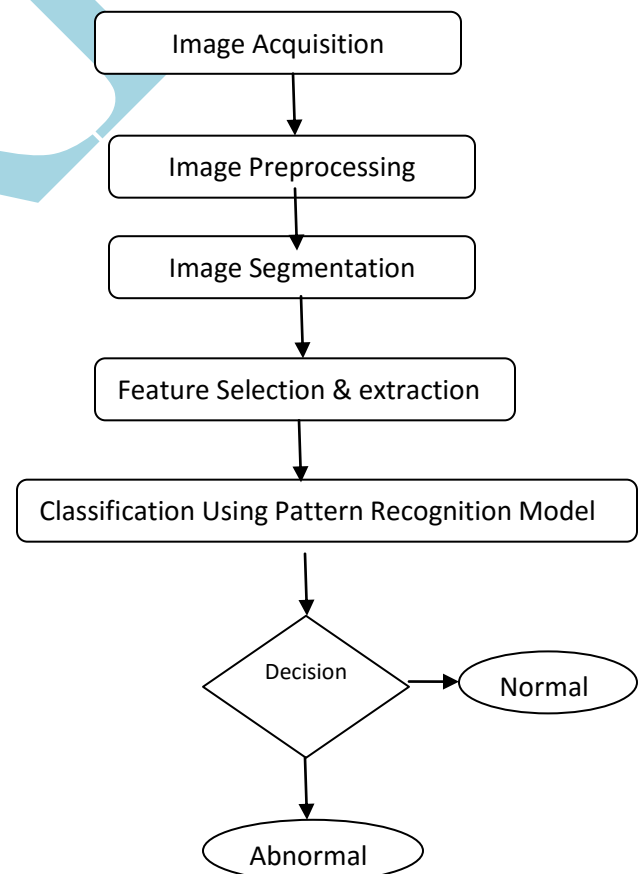 Image Acquisition
Image Preprocessing
Image Segmentation
Feature Selection & extraction
Classification Using Pattern Recognition Model
Decision
Normal
Abnormal